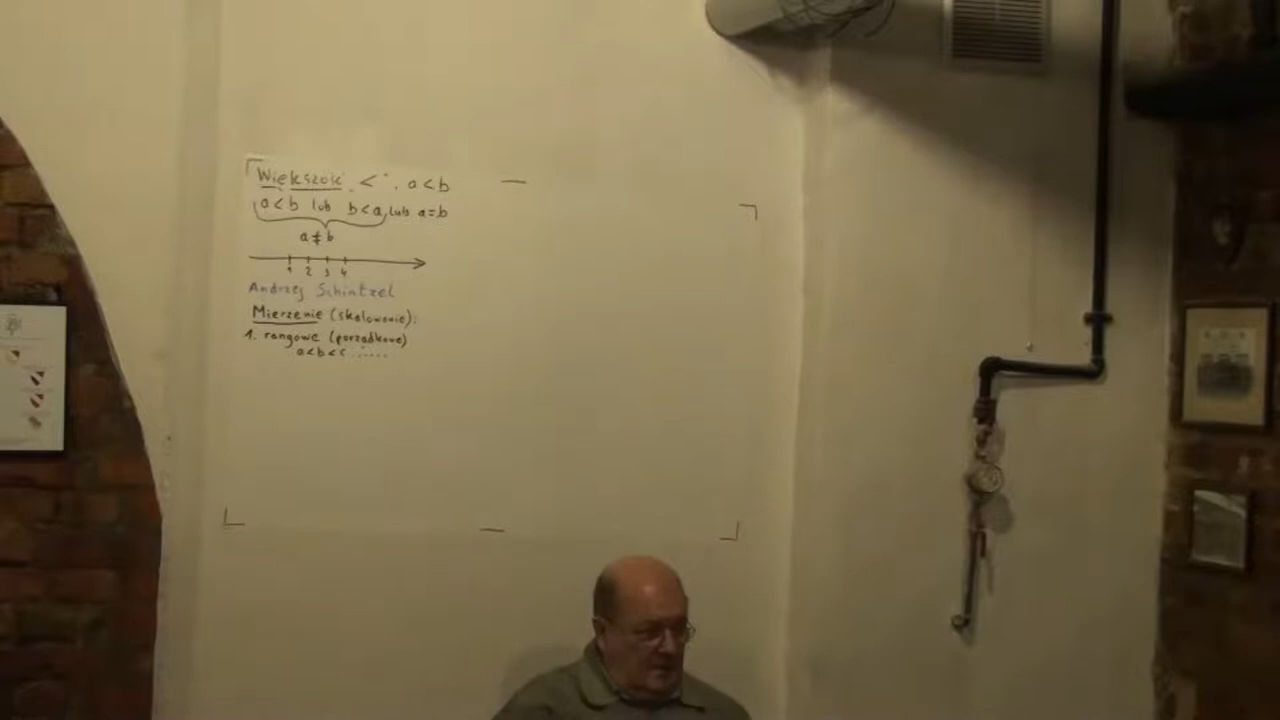 Większość „<". a<b
a<b lub b<a, lub a=b
a≠b
1 2 3 4
Andrzej Schintzel
Mierzenie (skalowanie):
1. rangowe (porządkowe)
a<b<c.......